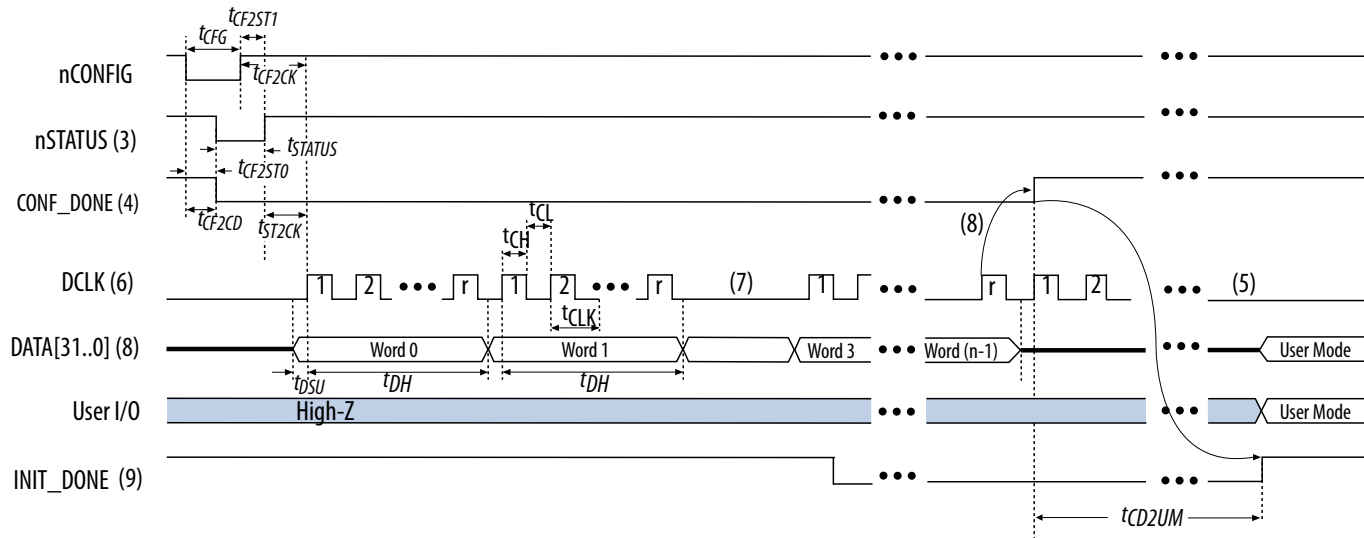 tCF2ST1
tCFG
nCONFIG
tCF2CK
nSTATUS (3)
tSTATUS
tCF2ST0
CONF_DONE (4)
tCF2CD
tST2CK
tCL
tCH
(8)
DCLK (6)
1 2 r 1 2 r (7) 1 r 1 2 (5)
tCLK
DATA[31..0] (8)
Word 0 Word 1 Word 3 Word (n-1) User Mode
tDSU
tDH tDH
User I/O
High-Z User Mode
INIT_DONE (9)
tCD2UM